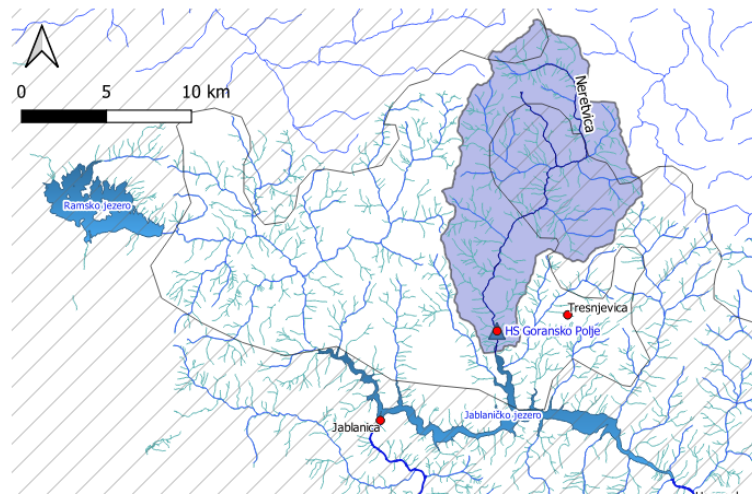 Neretvica
0 5 10 km
Ramsko jezero
Tresnjevica
HS Goransko Polje
Jablaničko jezero
Jablanica